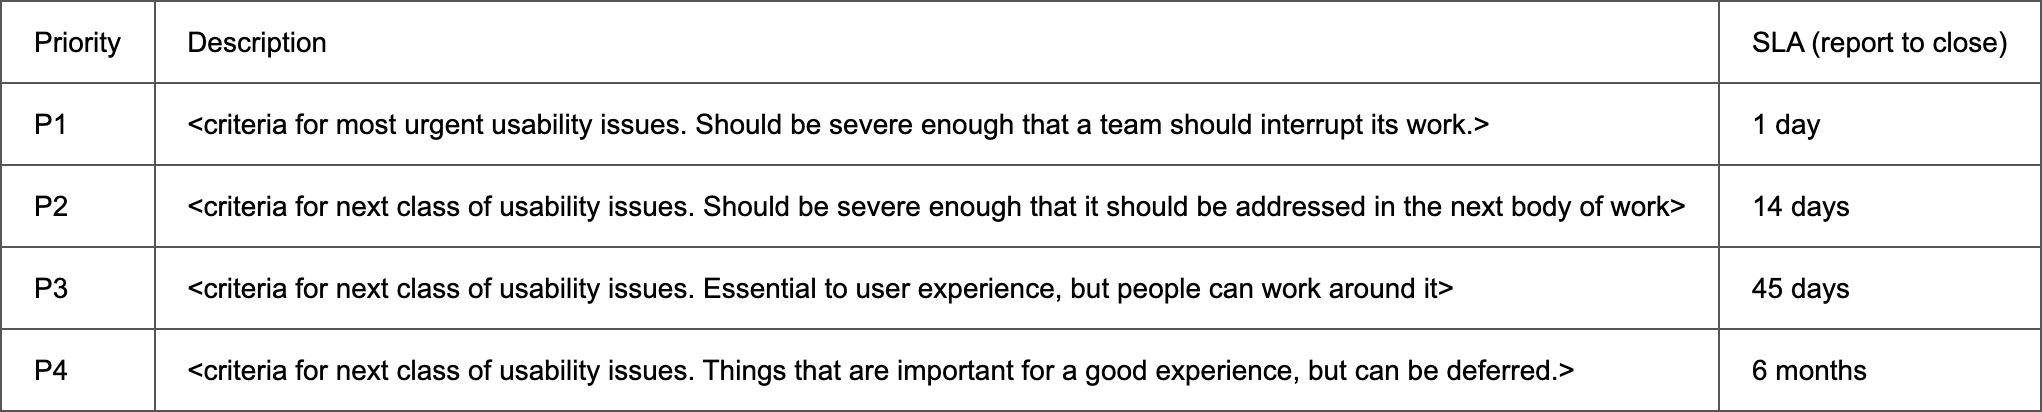 Priority Description SLA (report to close)
P1 <criteria for most urgent usability issues. Should be severe enough that a team should interrupt its work.> 1 day
P2 <criteria for next class of usability issues. Should be severe enough that it should be addressed in the next body of work> 14 days
P3 <criteria for next class of usability issues. Essential to user experience, but people can work around it> 45 days
P4 <criteria for next class of usability issues. Things that are important for a good experience, but can be deferred.> 6 months